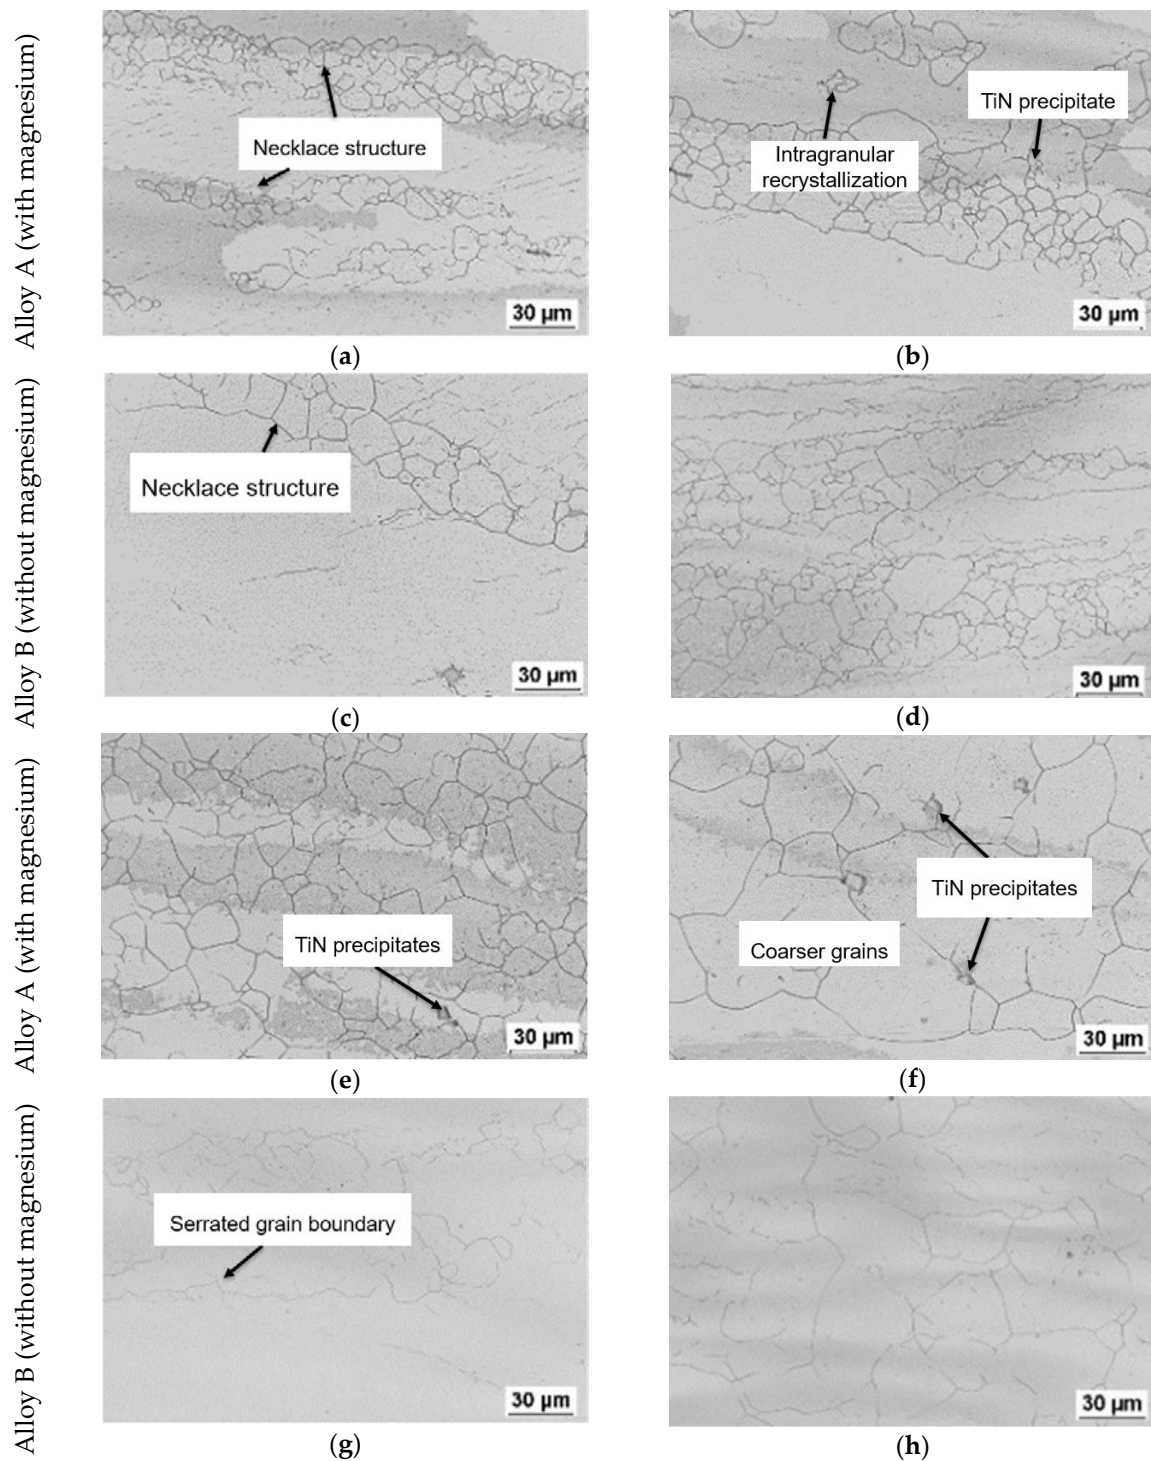 Alloy A (with magnesium)
Necklace structure
30 µm
(a)
TiN precipitate
Intragranular
recrystallization
30 µm
(b)
Alloy B (without magnesium)
Necklace structure
30 µm
(c)
30 µm
(d)
Alloy A (with magnesium)
TiN precipitates
30 µm
(e)
TiN precipitates
Coarser grains
30 µm
(f)
Alloy B (without magnesium)
Serrated grain boundary
30 µm
(g)
30 µm
(h)